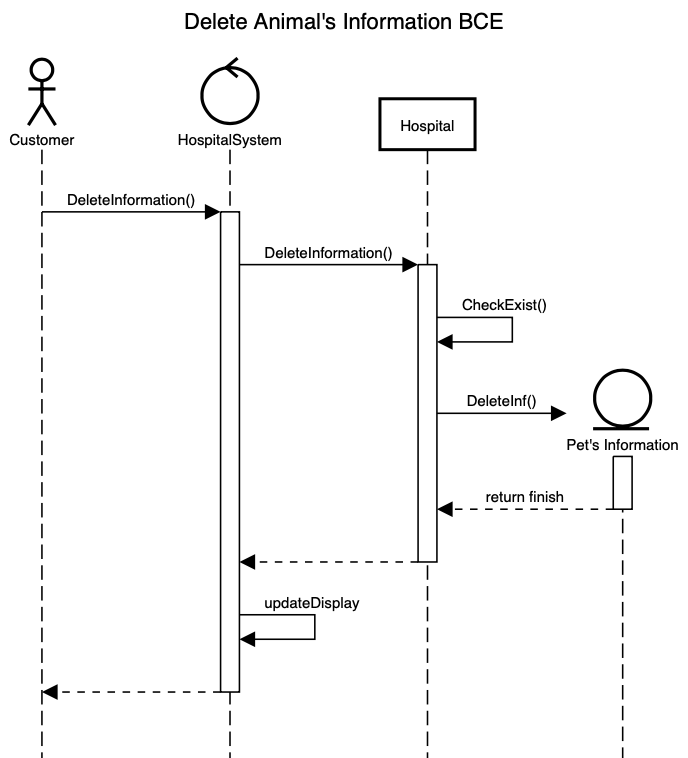 Delete Animal's Information BCE
Customer
HospitalSystem
Hospital
DeleteInformation()
DeleteInformation()
CheckExist()
DeleteInf()
Pet's Information
return finish
updateDisplay